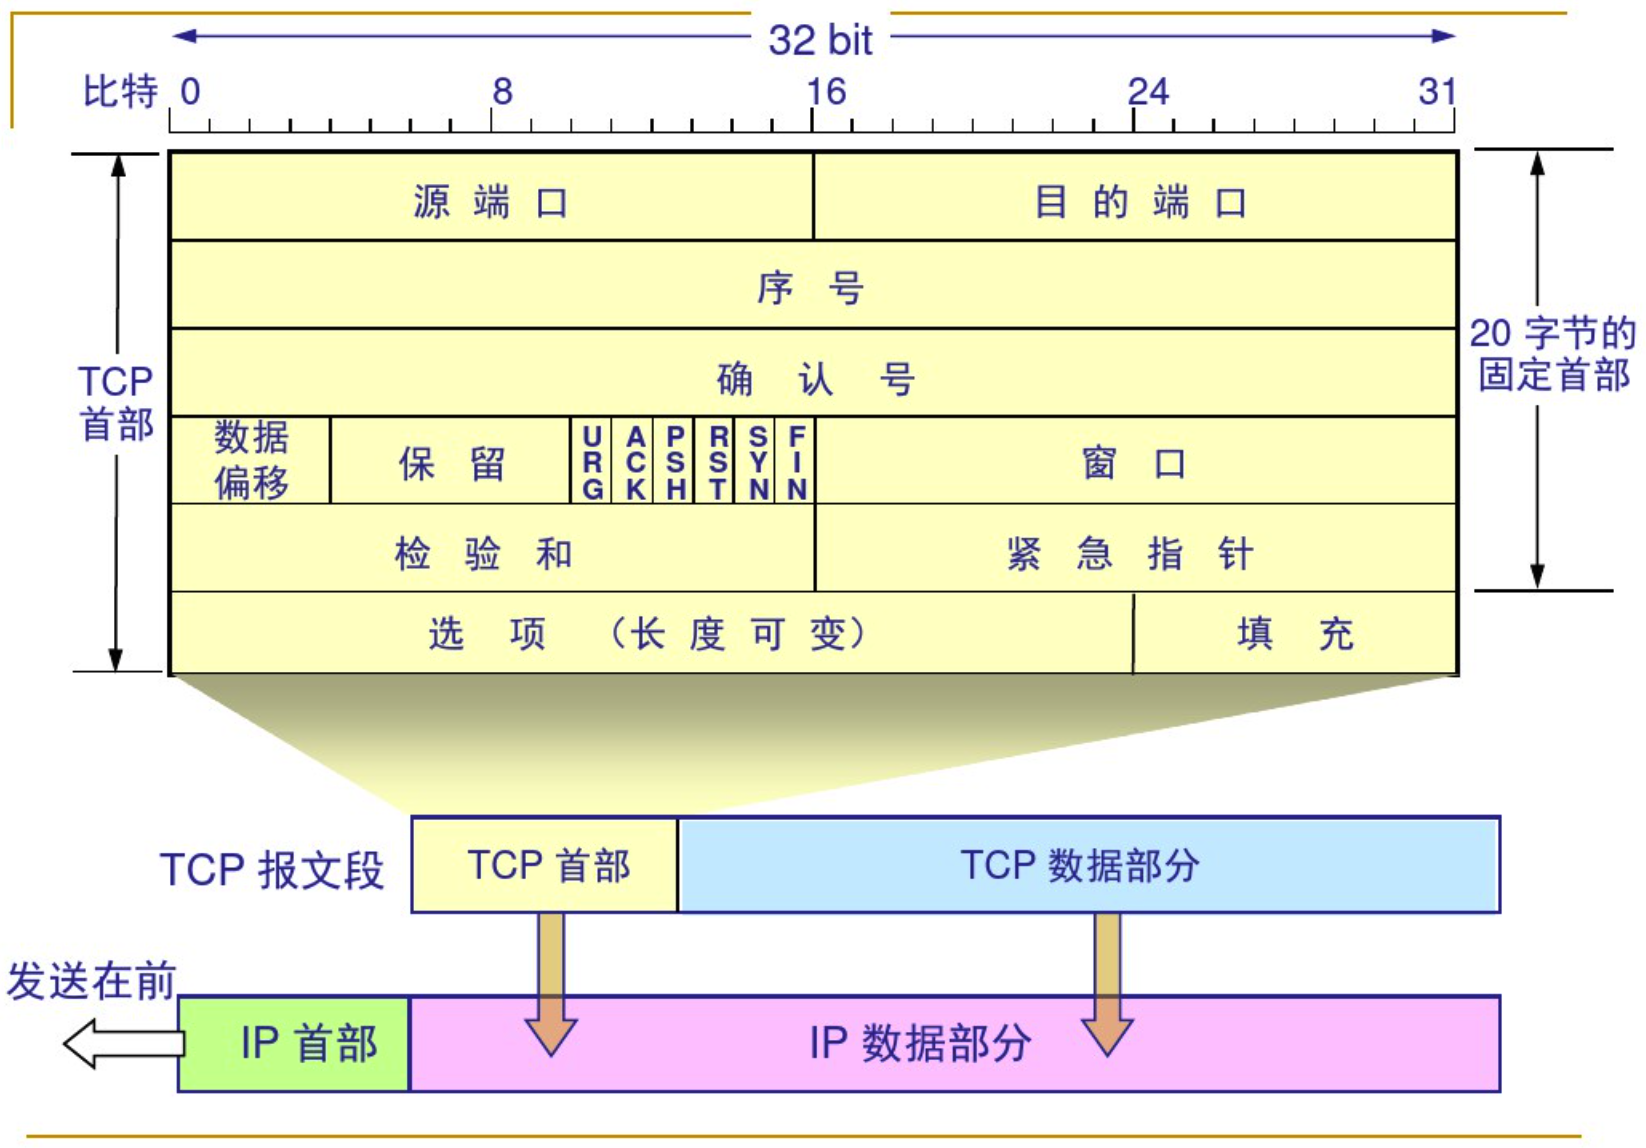 32 bit
比特 0 8 16 24 31
源端口 目的端口
序号
确认号
TCP
首部
20 字节的
固定首部
数据
偏移
保留
URG
ACK
PSH
RST
SYN
FIN
窗口
检验和 紧急指针
选项（长度可变） 填充
TCP 报文段 TCP 首部 TCP 数据部分
发送在前
IP 首部 IP 数据部分